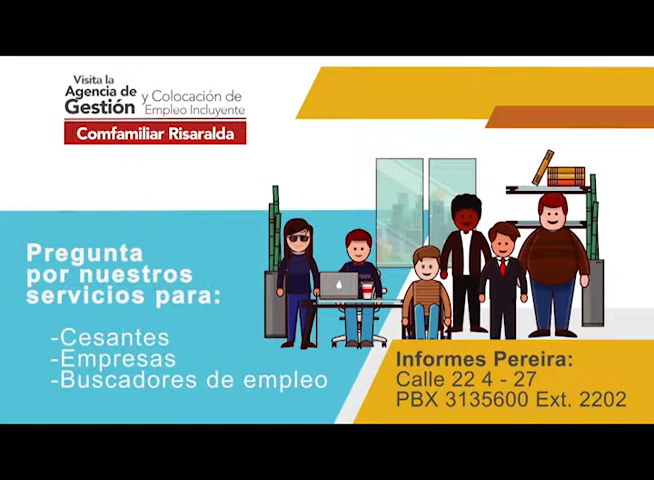 Visita la
Agencia de
Gestión y Colocación de
Empleo Incluyente
Comfamiliar Risaralda
Pregunta
por nuestros
servicios para:
-Cesantes
-Empresas
-Buscadores de empleo
Informes Pereira:
Calle 22 4 - 27
PBX 3135600 Ext. 2202